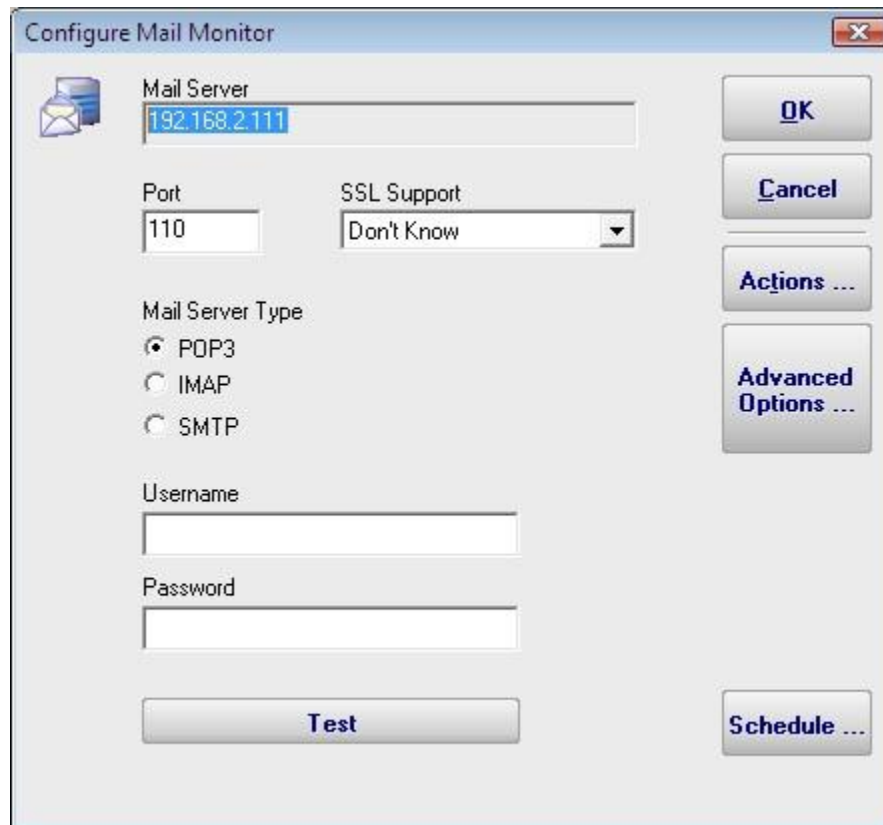 Configure Mail Monitor
Mail Server
192.168.2.111
OK
Cancel
Port
SSL Support
110
Don't Know
Actions ...
Mail Server Type
POP3
IMAP
SMTP
Advanced
Options ...
Username
Password
Test
Schedule ...